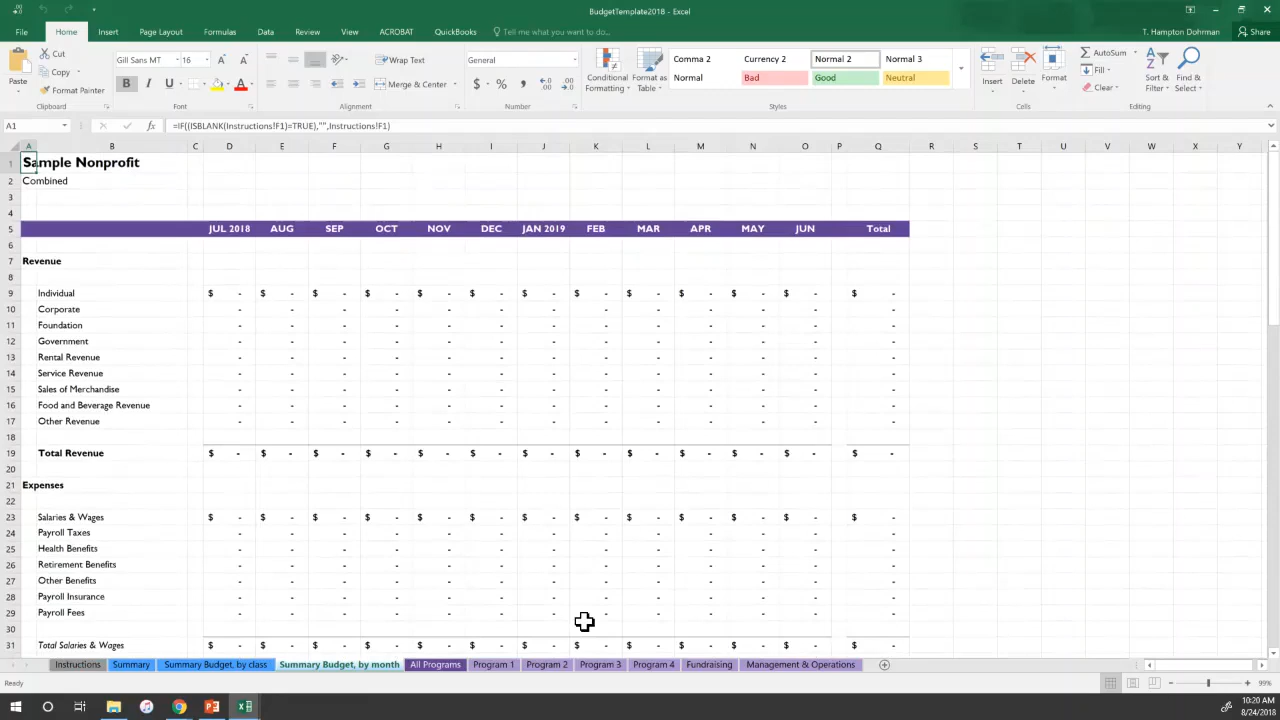 BudgetTemplate2018 - Excel
File Home Insert Page Layout Formulas Data Review View ACROBAT QuickBooks Tell me what you want to do... T. Hampton Dohrman Share
Paste Cut Copy Format Painter Clipboard
Gill Sans MT 16 B I U Font
Wrap Text Merge & Center Alignment
General $ % , Number
Conditional Formatting Format as Table
Comma 2 Currency 2 Normal 2 Normal 3
Normal Bad Good Neutral
Styles
Insert Delete Format Cells
AutoSum Fill Clear Sort & Filter Find & Select Editing
A1 fx =IF((ISBLANK(Instructions!F1)=TRUE),"",Instructions!F1)
A B C D E F G H I J K L M N O P Q R S T U V W X Y
1 Sample Nonprofit
2 Combined
3
4
5 JUL 2018 AUG SEP OCT NOV DEC JAN 2019 FEB MAR APR MAY JUN Total
6
7 Revenue
8
9 Individual $ - $ - $ - $ - $ - $ - $ - $ - $ - $ - $ - $ - $ -
10 Corporate - - - - - - - - - - - - -
11 Foundation - - - - - - - - - - - - -
12 Government - - - - - - - - - - - - -
13 Rental Revenue - - - - - - - - - - - - -
14 Service Revenue - - - - - - - - - - - - -
15 Sales of Merchandise - - - - - - - - - - - - -
16 Food and Beverage Revenue - - - - - - - - - - - - -
17 Other Revenue - - - - - - - - - - - - -
18
19 Total Revenue $ - $ - $ - $ - $ - $ - $ - $ - $ - $ - $ - $ - $ -
20
21 Expenses
22
23 Salaries & Wages $ - $ - $ - $ - $ - $ - $ - $ - $ - $ - $ - $ - $ -
24 Payroll Taxes - - - - - - - - - - - - -
25 Health Benefits - - - - - - - - - - - - -
26 Retirement Benefits - - - - - - - - - - - - -
27 Other Benefits - - - - - - - - - - - - -
28 Payroll Insurance - - - - - - - - - - - - -
29 Payroll Fees - - - - - - - - - - - - -
30
31 Total Salaries & Wages $ - $ - $ - $ - $ - $ - $ - $ - $ - $ - $ - $ - $ -
Instructions Summary Summary Budget, by class Summary Budget, by month All Programs Program 1 Program 2 Program 3 Program 4 Fundraising Management & Operations
Ready 99%
10:20 AM
8/24/2018